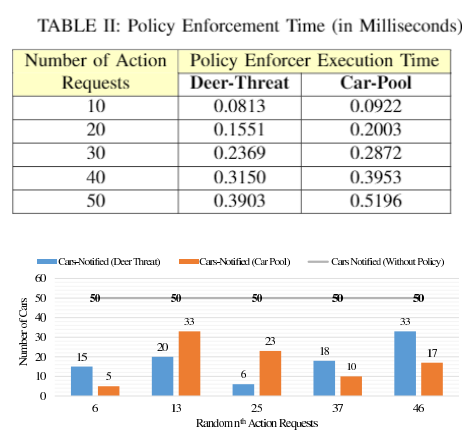 TABLE II: Policy Enforcement Time (in Milliseconds)
Number of Action Requests Policy Enforcer Execution Time
Deer-Threat Car-Pool
10 0.0813 0.0922
20 0.1551 0.2003
30 0.2369 0.2872
40 0.3150 0.3953
50 0.3903 0.5196
Cars-Notified (Deer Threat) Cars-Notified (Car Pool) Cars Notified (Without Policy)
Number of Cars
60
50
40
30
20
10
0
50 50 50 50 50
15 5 20 33 6 23 18 10 33 17
6 13 25 37 46
Random nth Action Requests